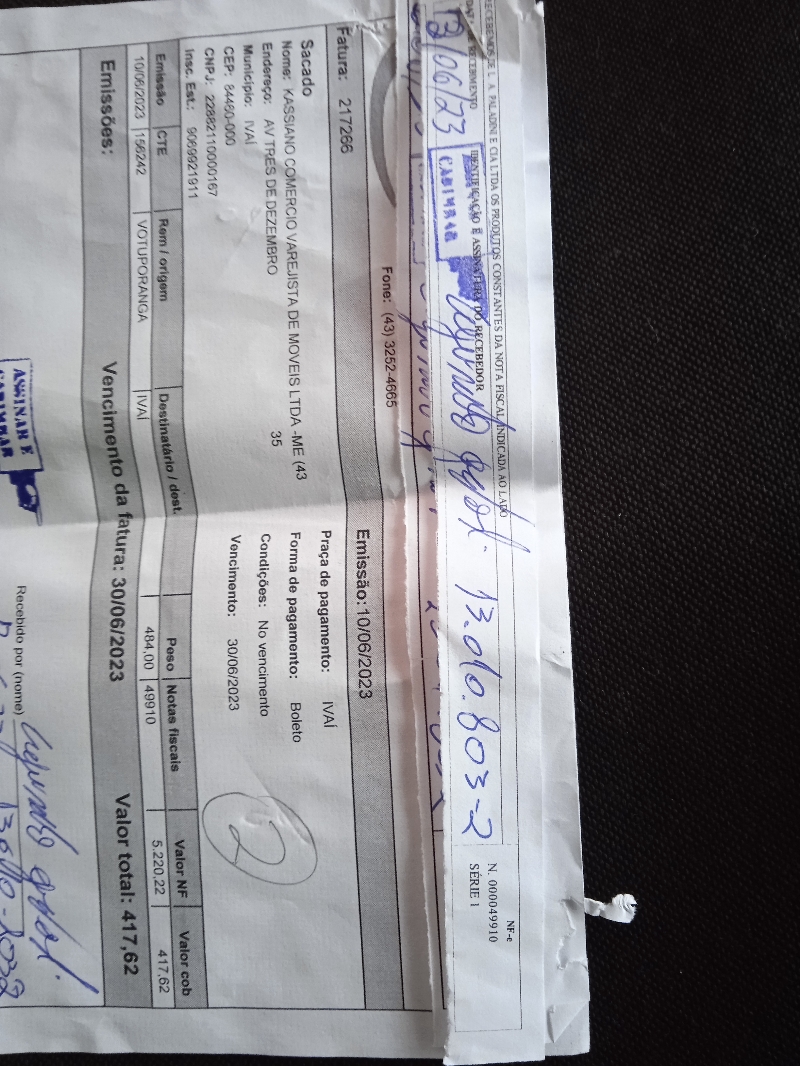 RECEBEMOS DE L. A. PALADINI E CIA LTDA OS PRODUTOS CONSTANTES DA NOTA FISCAL INDICADA AO LADO
RECEBIMENTO
IDENTIFICAÇÃO E ASSINATURA DO RECEBEDOR
12/06/23
CARIMBAR
13.010.803-2
NF-e
N. 000049910
SÉRIE 1
Fone: (43) 3252-4665
Fatura: 217266
Emissão:10/06/2023
Sacado
Nome: KASSIANO COMERCIO VAREJISTA DE MOVEIS LTDA -ME (43
35
Endereço: AV TRES DE DEZEMBRO
Município: IVAÍ
CEP: 84460-000
CNPJ: 22882110000167
Insc. Est.: 9069921911
Praça de pagamento: IVAÍ
Forma de pagamento: Boleto
Condições: No vencimento
Vencimento: 30/06/2023
2
Emissão CTE Rem / origem Destinatário / dest. Peso Notas fiscais Valor NF Valor cob
10/06/2023 156242 VOTUPORANGA IVAÍ 484,00 49910 5.220,22 417,62
Emissões: Vencimento da fatura: 30/06/2023 Valor total: 417,62
ASSINAR E
CARIMBAR
Recebido por (nome)